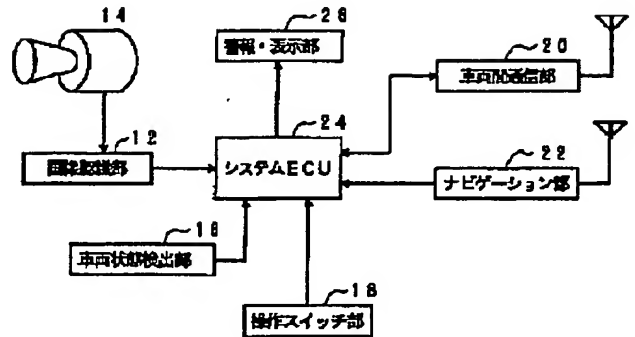 14
26
警報・表示部
20
車両間通信部
24
システムECU
12
画像認識部
22
ナビゲーション部
16
車両状態検出部
18
操作スイッチ部